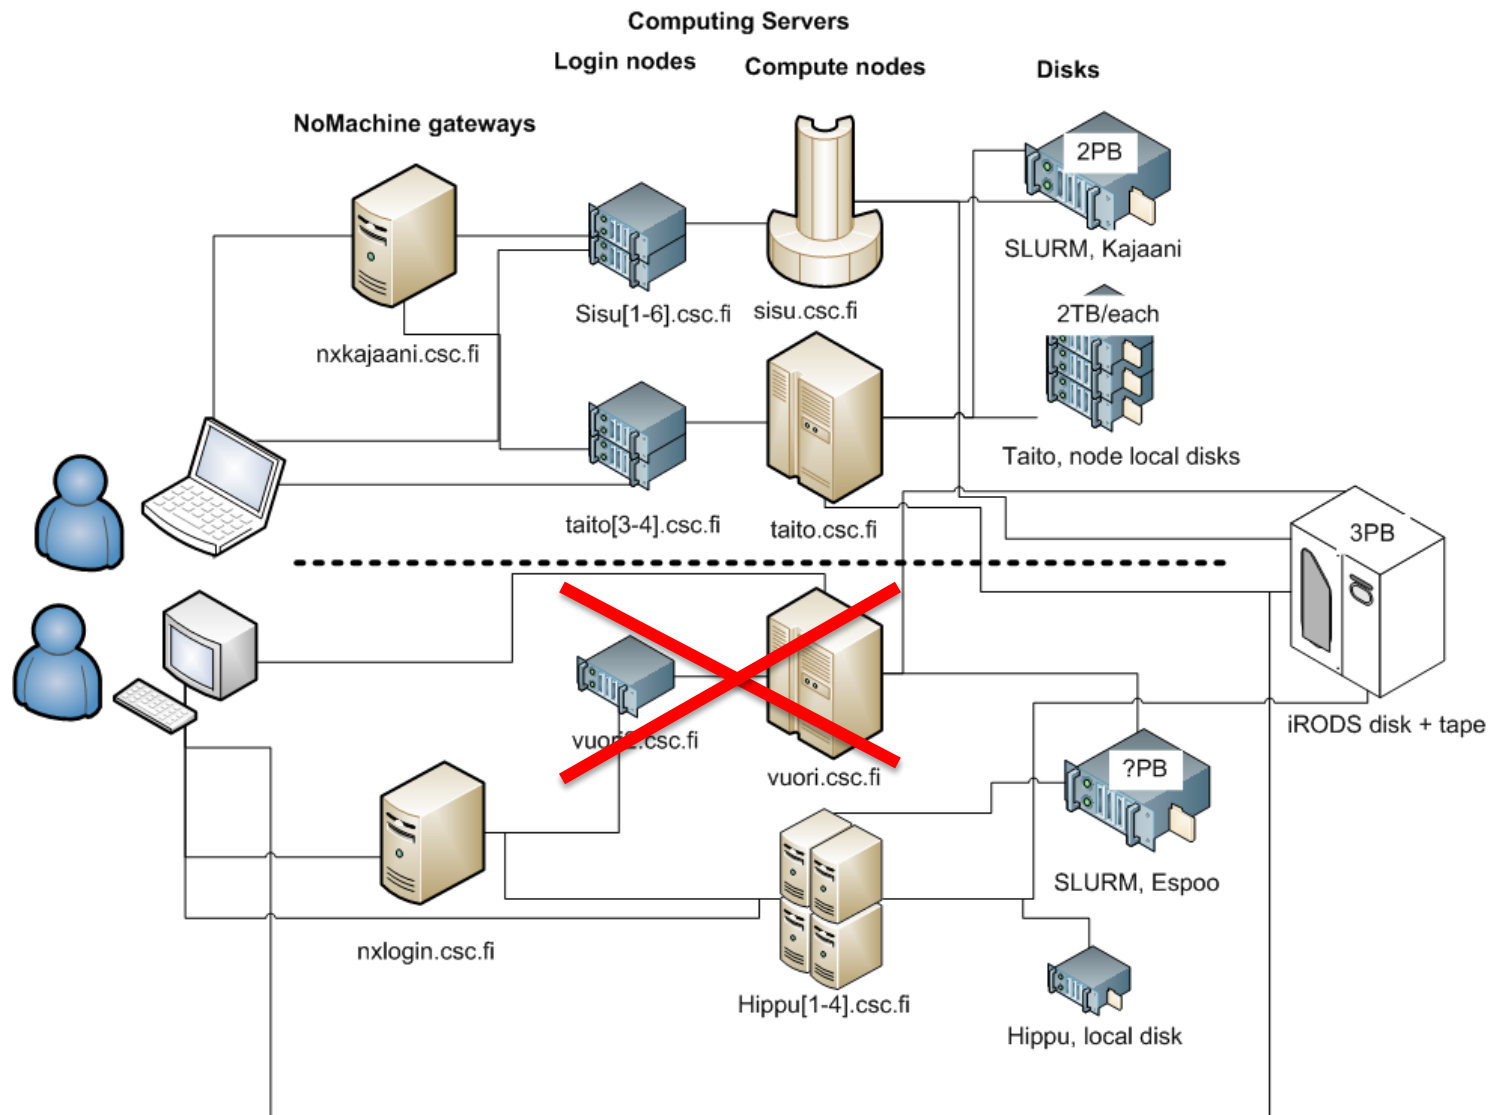 Computing Servers
Login nodes
Compute nodes
Disks
NoMachine gateways
2PB
SLURM, Kajaani
Sisu[1-6].csc.fi
sisu.csc.fi
2TB/each
nxkajaani.csc.fi
Taito, node local disks
taito[3-4].csc.fi
taito.csc.fi
3PB
iRODS disk + tape
vuori2.csc.fi
vuori.csc.fi
?PB
SLURM, Espoo
nxlogin.csc.fi
Hippu[1-4].csc.fi
Hippu, local disk